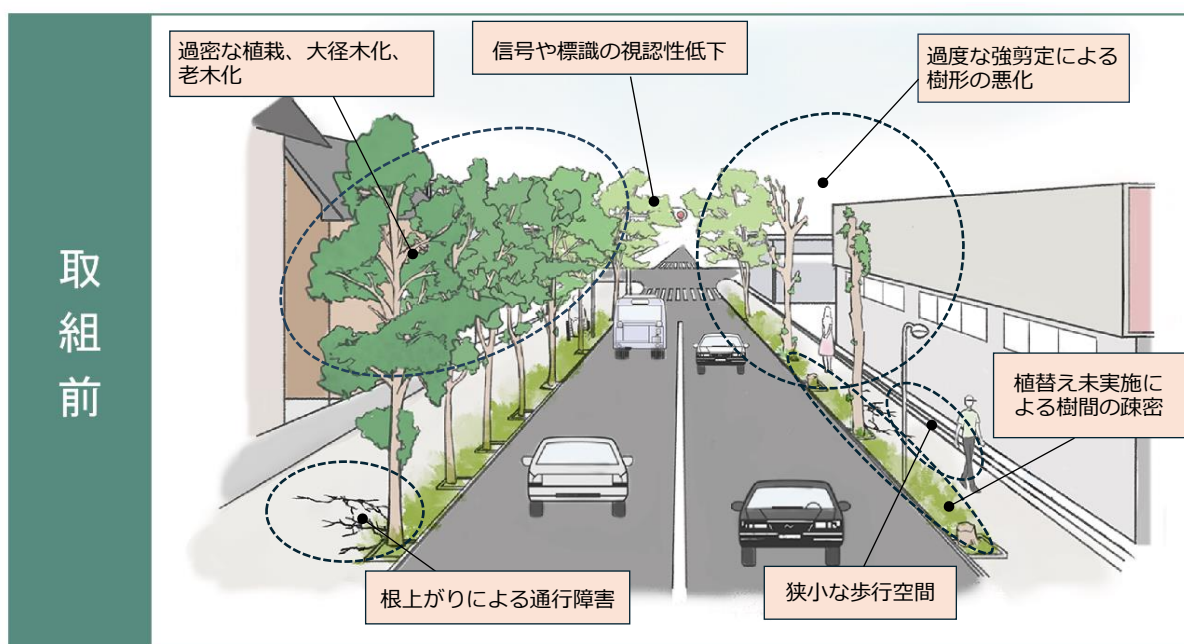 取組前
過密な植栽、大径木化、
老木化
信号や標識の視認性低下
過度な強剪定による
樹形の悪化
植替え未実施に
よる樹間の疎密
根上がりによる通行障害
狭小な歩行空間